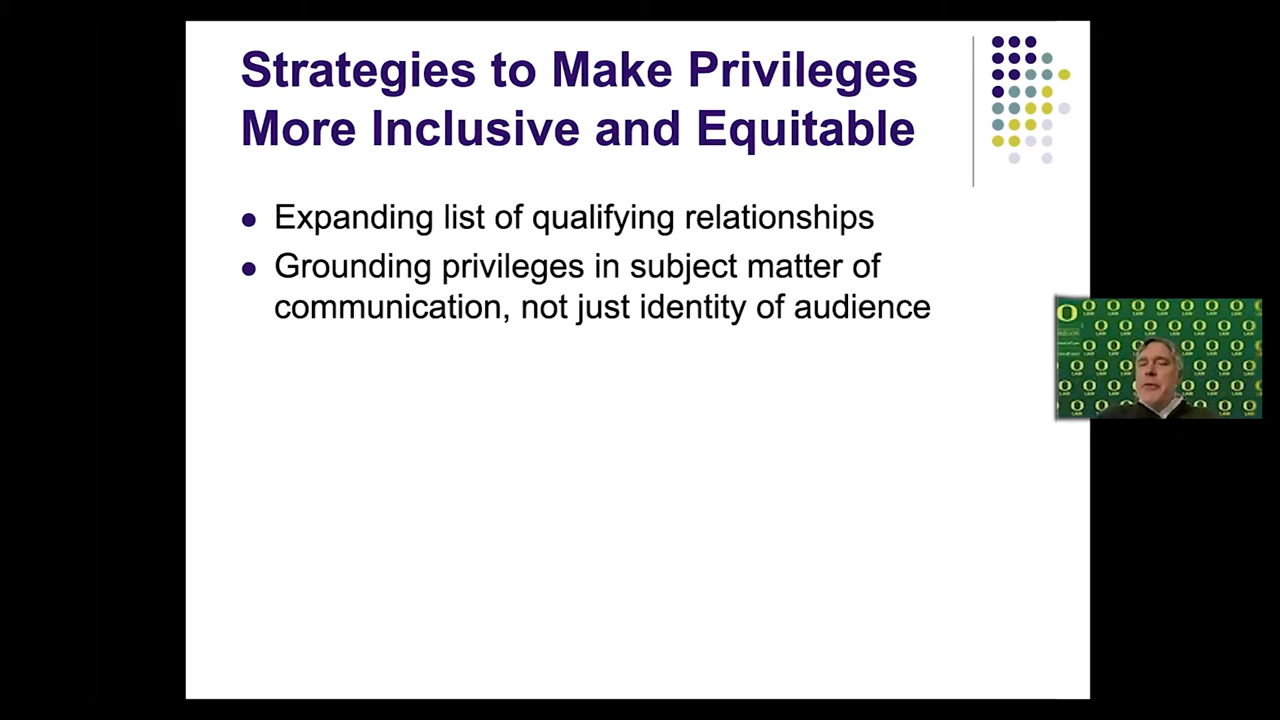 Strategies to Make Privileges
More Inclusive and Equitable
Expanding list of qualifying relationships
Grounding privileges in subject matter of
communication, not just identity of audience